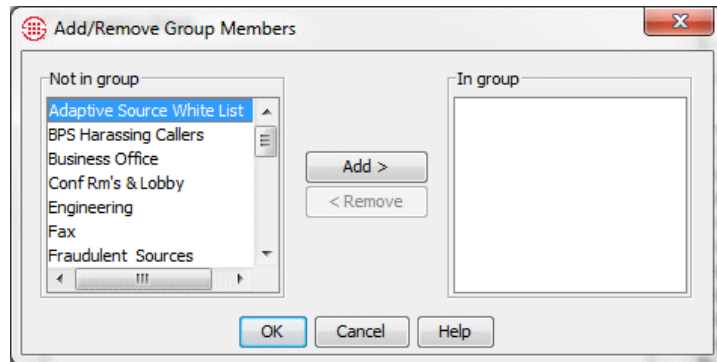 Add/Remove Group Members
Not in group
Adaptive Source White List
BPS Harassing Callers
Business Office
Conf Rm's & Lobby
Engineering
Fax
Fraudulent Sources
Add >
< Remove
In group
OK
Cancel
Help